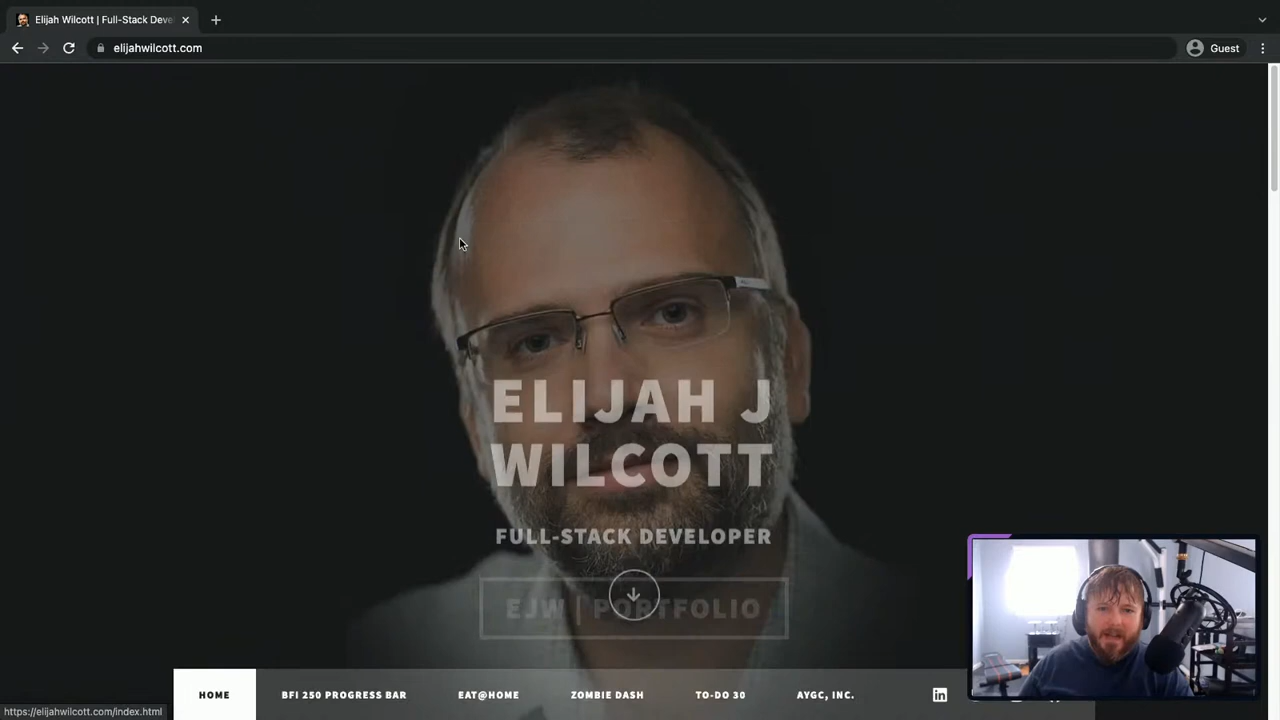 Elijah Wilcott | Full-Stack Deve
elijahwilcott.com
Guest
ELIJAH J
WILCOTT
FULL-STACK DEVELOPER
EJW | PORTFOLIO
HOME
BFI 250 PROGRESS BAR
EAT@HOME
ZOMBIE DASH
TO-DO 30
AYGC, INC.
in
https://elijahwilcott.com/index.html